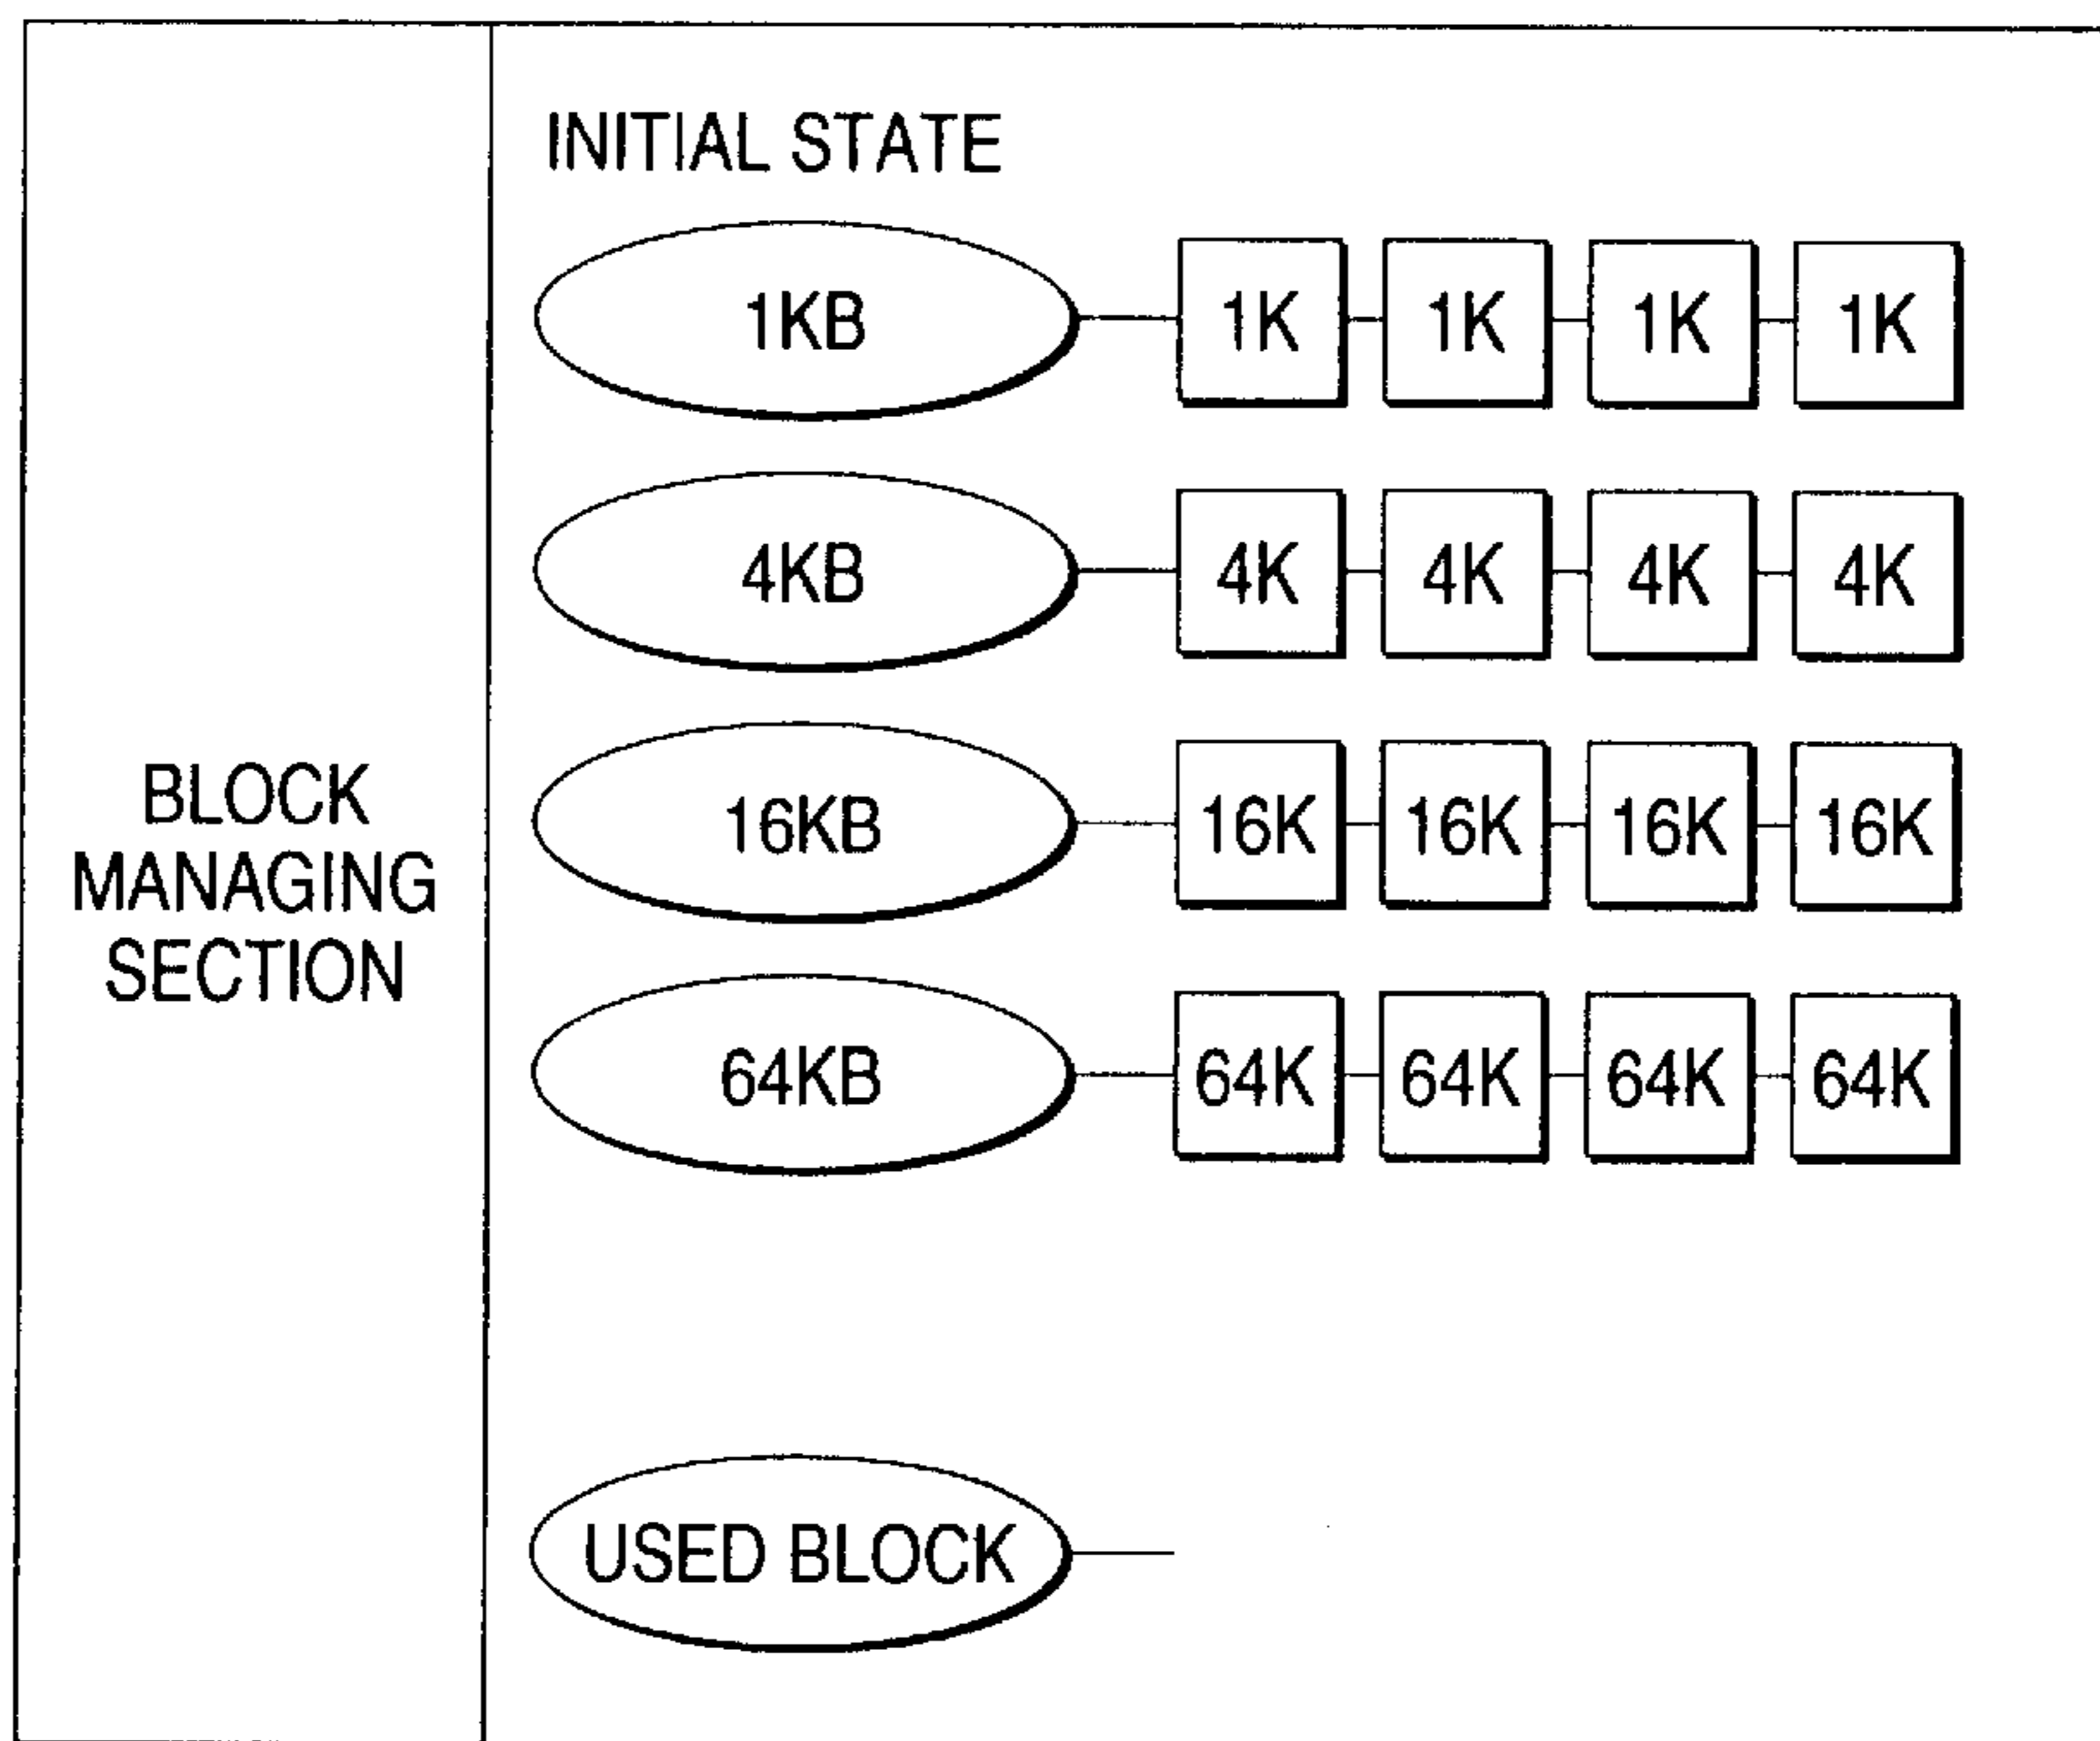 INITIAL STATE
1KB 1K 1K 1K 1K
4KB 4K 4K 4K 4K
BLOCK
MANAGING
SECTION
16KB 16K 16K 16K 16K
64KB 64K 64K 64K 64K
USED BLOCK